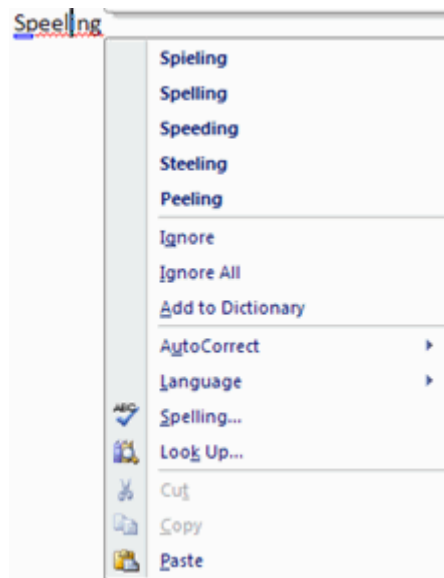 Speeling
Spieling
Spelling
Speeding
Steeling
Peeling
Ignore
Ignore All
Add to Dictionary
AutoCorrect
Language
ABC
Spelling...
Look Up...
Cut
Copy
Paste